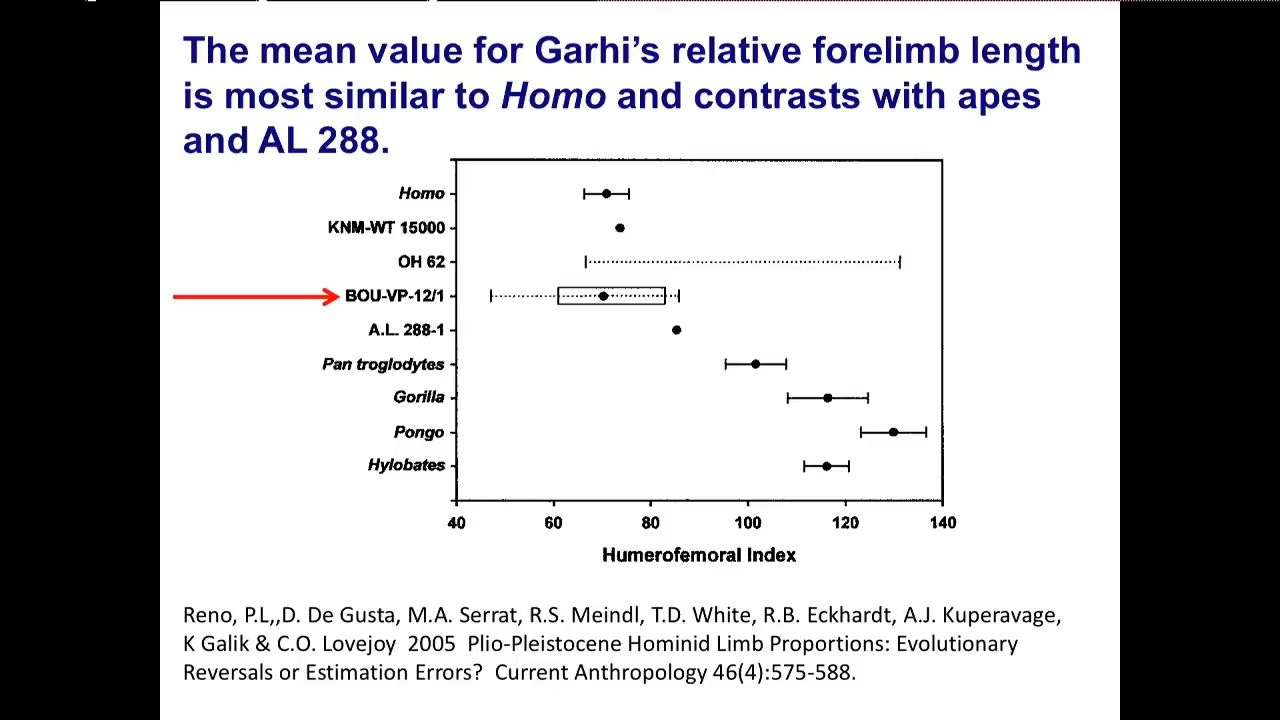 The mean value for Garhi's relative forelimb length
is most similar to Homo and contrasts with apes
and AL 288.
Homo
KNM-WT 15000
OH 62
BOU-VP-12/1
A.L. 288-1
Pan troglodytes
Gorilla
Pongo
Hylobates
40 60 80 100 120 140
Humerofemoral Index
Reno, P.L,,D. De Gusta, M.A. Serrat, R.S. Meindl, T.D. White, R.B. Eckhardt, A.J. Kuperavage,
K Galik & C.O. Lovejoy 2005 Plio-Pleistocene Hominid Limb Proportions: Evolutionary
Reversals or Estimation Errors? Current Anthropology 46(4):575-588.